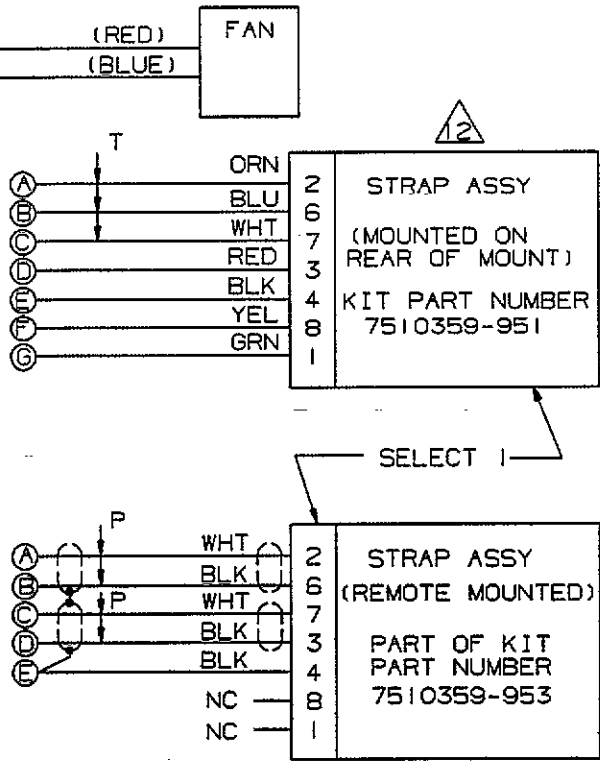 (RED)
(BLUE)
FAN
12
T
A ORN 2
B BLU 6
C WHT 7
D RED 3
E BLK 4
F YEL 8
G GRN 1
STRAP ASSY
(MOUNTED ON
REAR OF MOUNT)
KIT PART NUMBER
7510359-951
SELECT 1
P
A WHT 2
B BLK 6
P
C WHT 7
D BLK 3
E BLK 4
NC 8
NC 1
STRAP ASSY
(REMOTE MOUNTED)
PART OF KIT
PART NUMBER
7510359-953